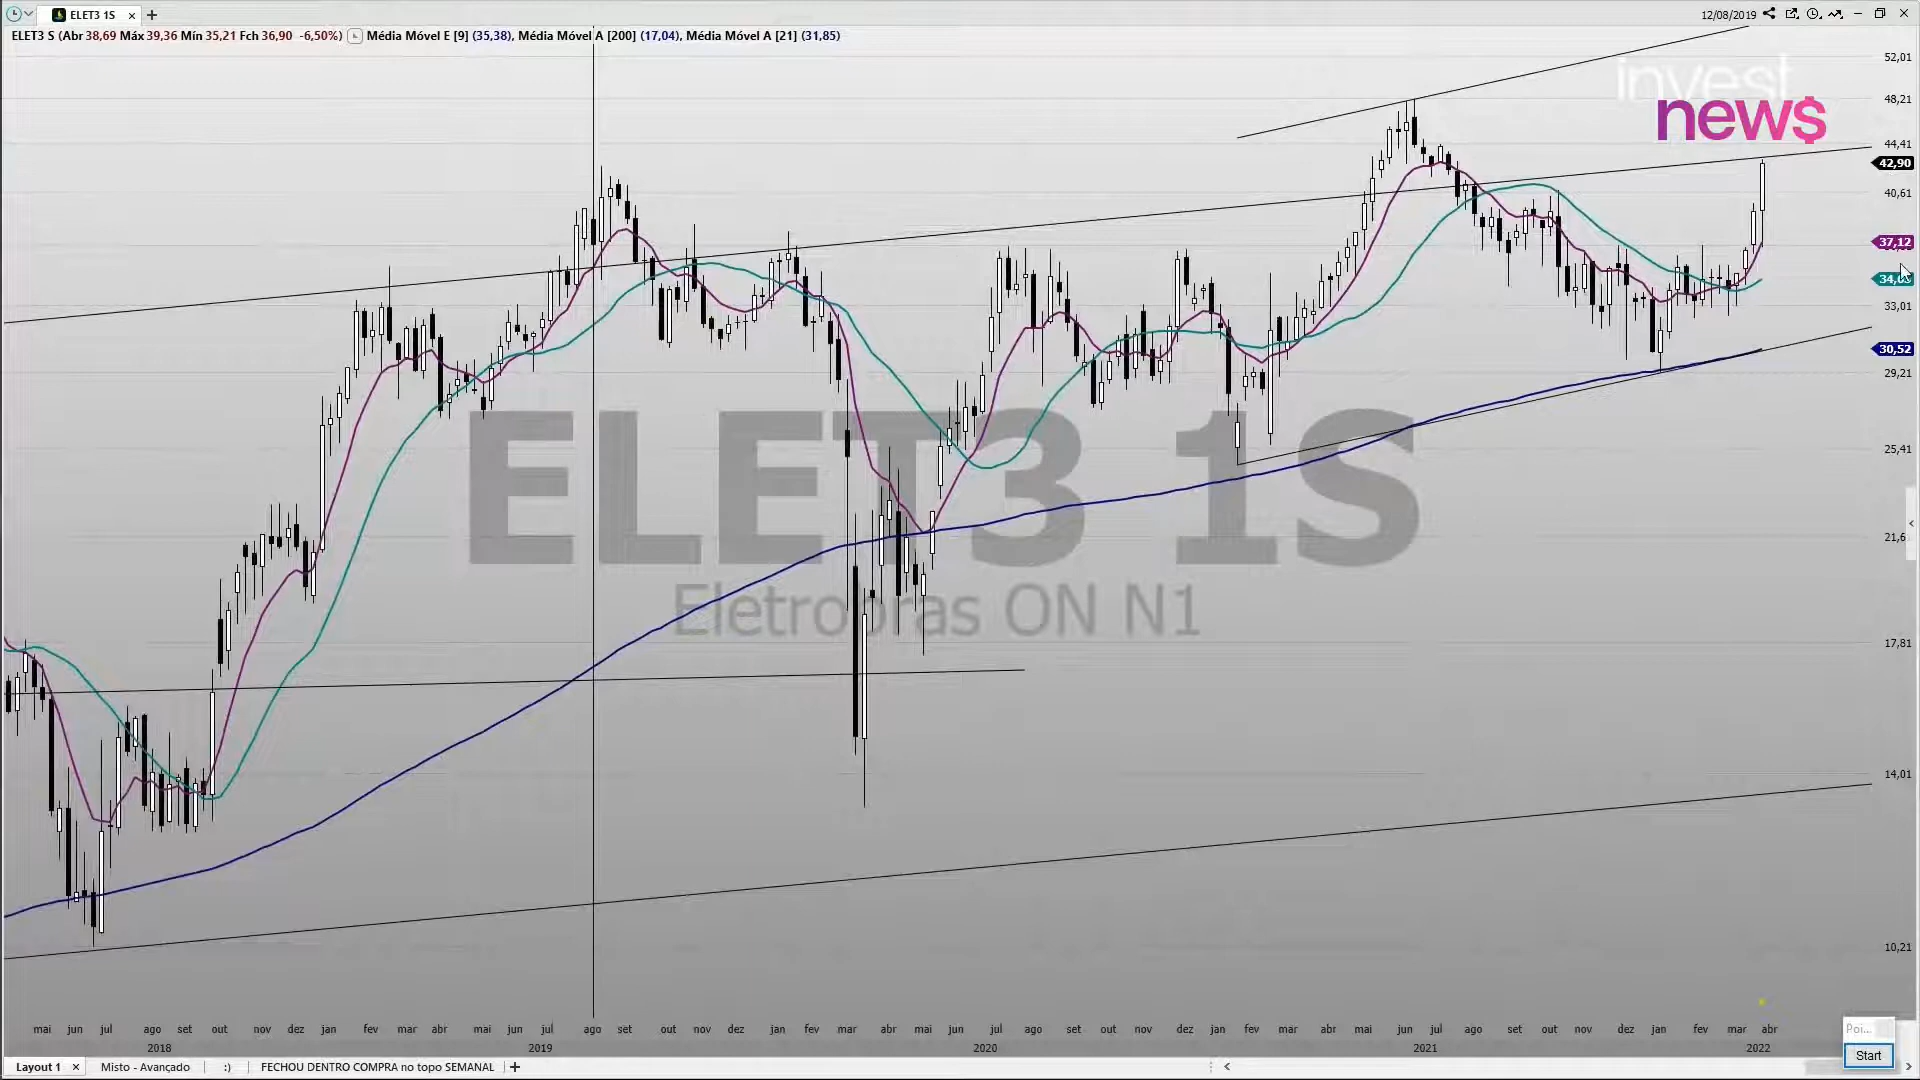 ELET3 1S × +
12/08/2019
ELET3 S (Abr 38,69 Máx 39,36 Mín 35,21 Fch 36,90 -6,50%) Média Móvel E [9] (35,38), Média Móvel A [200] (17,04), Média Móvel A [21] (31,85)
invest
new$
52,01
48,21
44,41
42,90
40,61
37,12
33,01
30,52
29,21
25,41
21,6
17,81
14,01
10,21
ELET3 1S
Eletrobras ON N1
mai jun jul ago set out nov dez jan fev mar abr mai jun jul ago set out nov dez jan fev mar mai jun jul ago set out nov dez jan fev mar abr mai jun jul ago set out nov dez jan fev mar abr
2018 2019 2020 2021 2022
Poi...
Start
Layout 1 × Misto - Avançado :) FECHOU DENTRO COMPRA no topo SEMANAL +